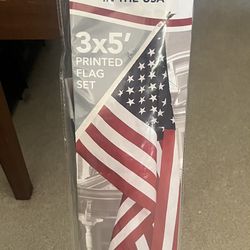 IN THE USA
3x5'
PRINTED
FLAG
SET